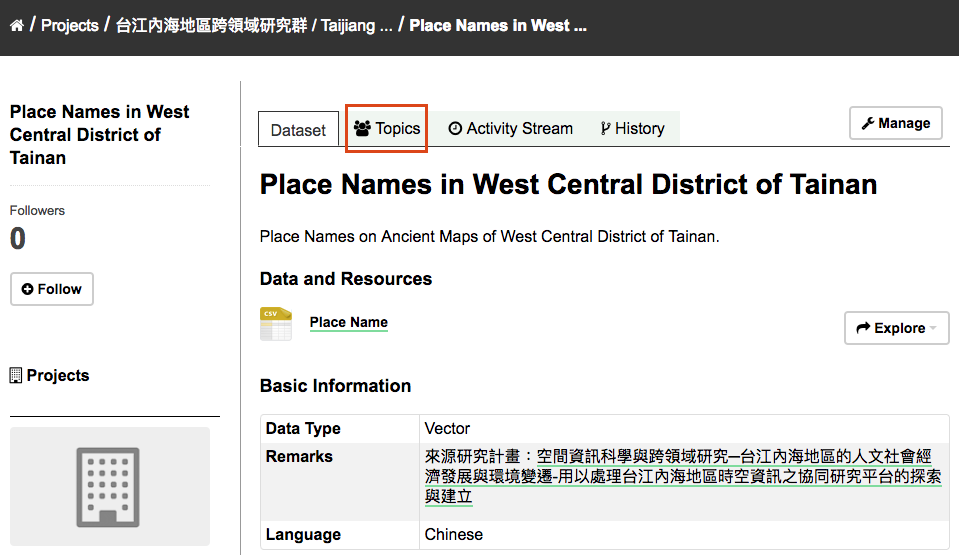 / Projects / 台江內海地區跨領域研究群 / Taijiang ... / Place Names in West ...
Place Names in West
Central District of
Tainan
Followers
0
Follow
Projects
Dataset
Topics
Activity Stream
History
Manage
Place Names in West Central District of Tainan
Place Names on Ancient Maps of West Central District of Tainan.
Data and Resources
CSV
Place Name
Explore
Basic Information
Data Type Vector
Remarks 來源研究計畫：空間資訊科學與跨領域研究─台江內海地區的人文社會經
濟發展與環境變遷-用以處理台江內海地區時空資訊之協同研究平台的探索
與建立
Language Chinese